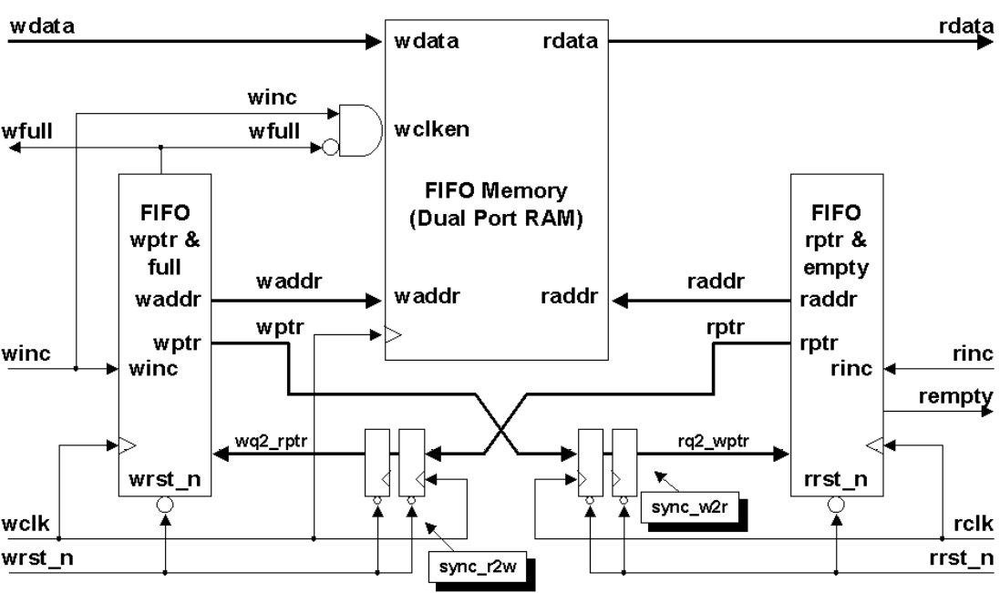 wdata
rdata
wdata
rdata
winc
wclken
wfull
wfull
FIFO Memory
(Dual Port RAM)
FIFO
wptr &
full
FIFO
rptr &
empty
waddr
waddr
waddr
raddr
raddr
raddr
wptr
wptr
rptr
rptr
winc
winc
rinc
rinc
rempty
wq2_rptr
rq2_wptr
wrst_n
rrst_n
sync_w2r
wclk
rclk
wrst_n
sync_r2w
rrst_n